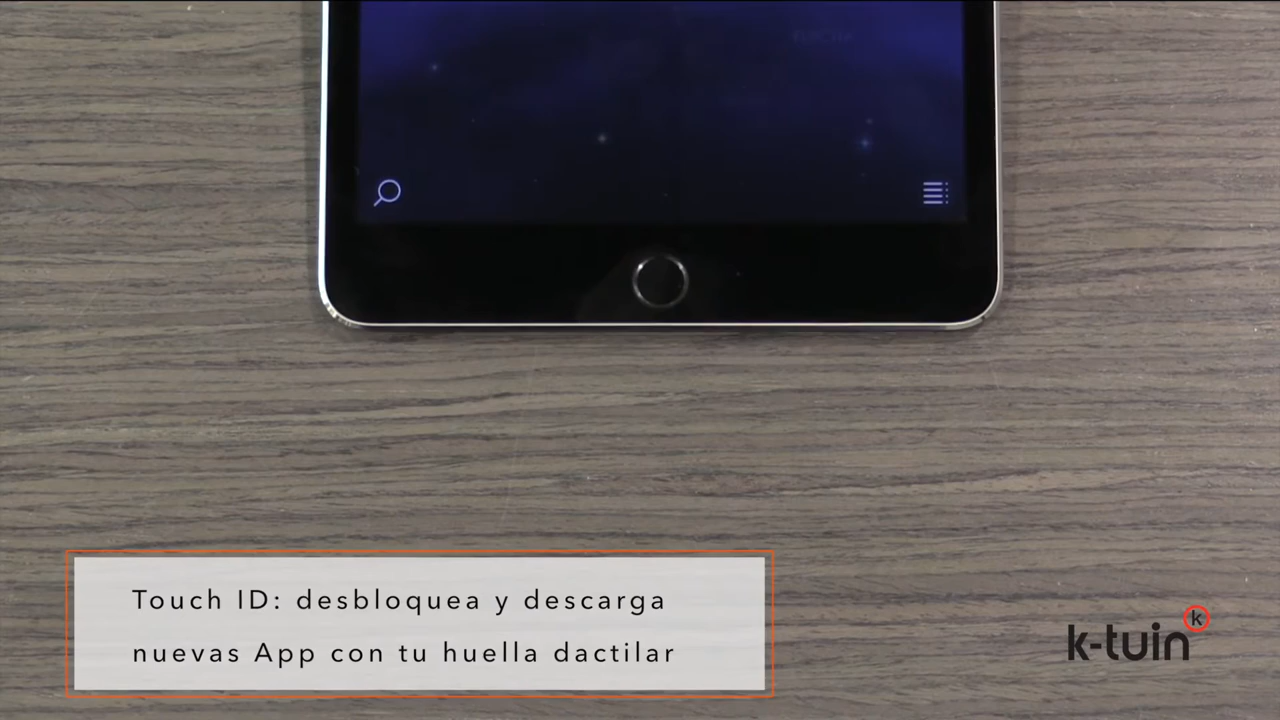 Touch ID: desbloquea y descarga
nuevas App con tu huella dactilar
k
k-tuin